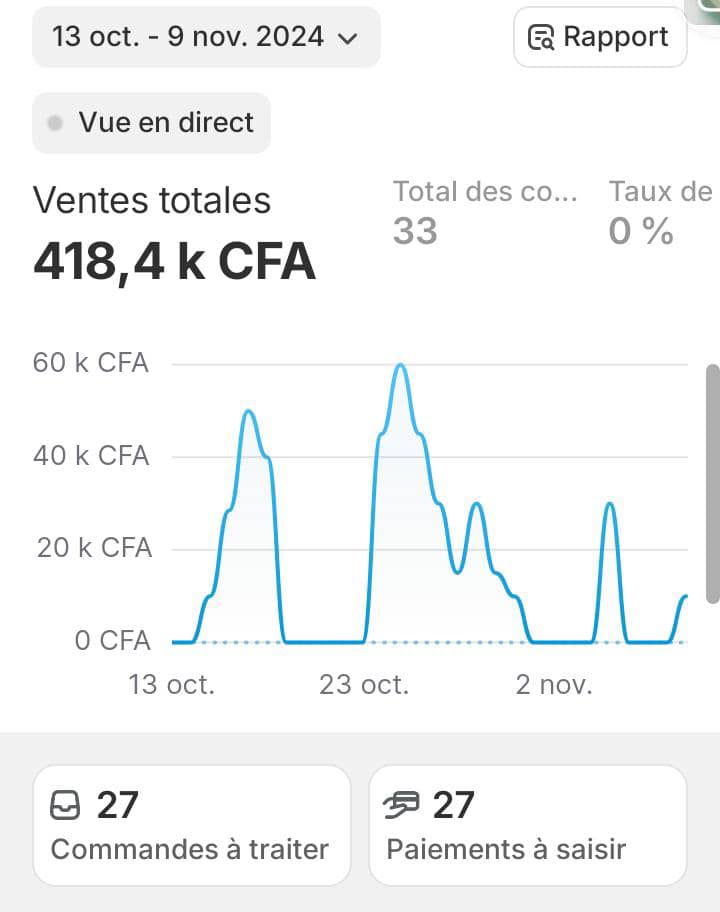 13 oct. - 9 nov. 2024
Rapport
Vue en direct
Ventes totales
418,4 k CFA
Total des co...
33
Taux de
0 %
60 k CFA
40 k CFA
20 k CFA
0 CFA
13 oct.
23 oct.
2 nov.
27
Commandes à traiter
27
Paiements à saisir